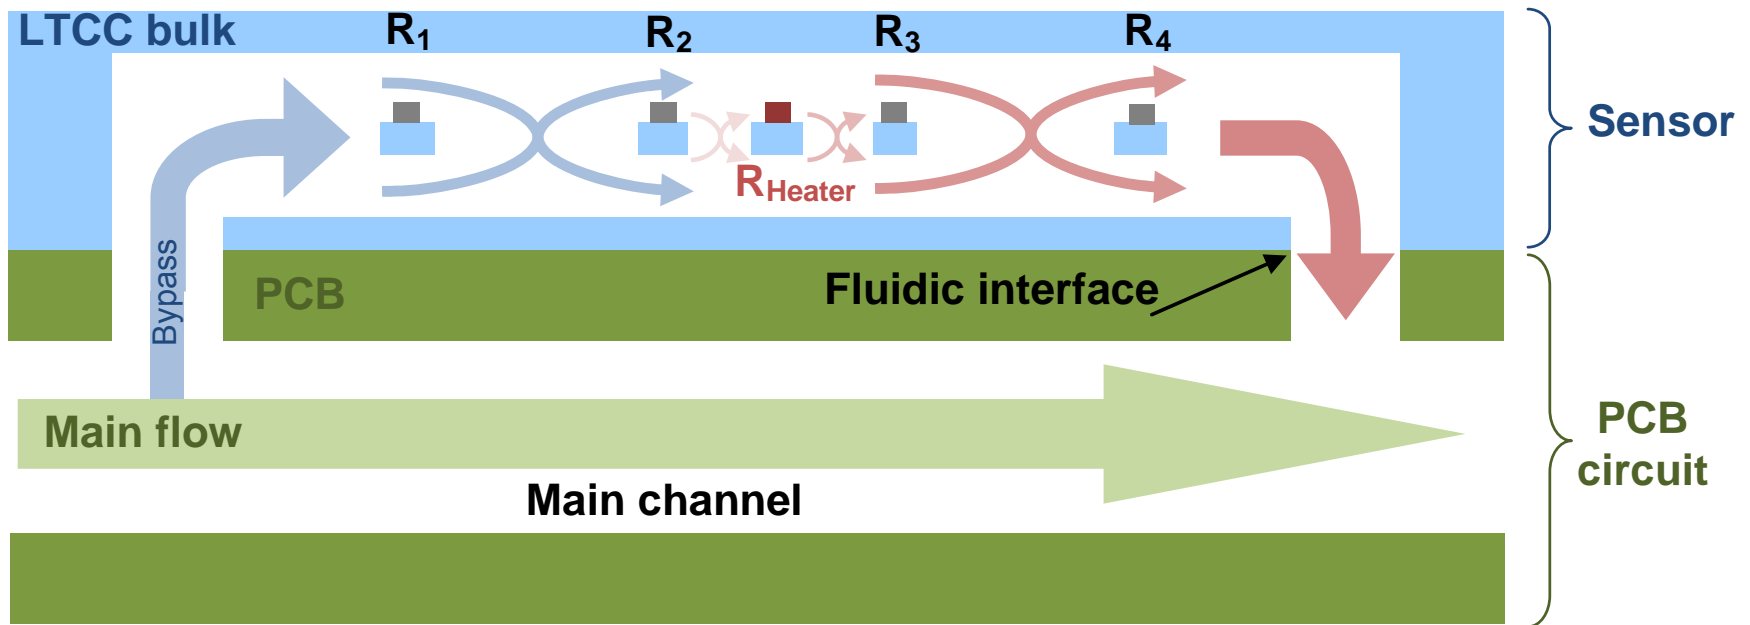 LTCC bulk
R1
R2
R3
R4
RHeater
Sensor
Bypass
PCB
Fluidic interface
Main flow
Main channel
PCB
circuit